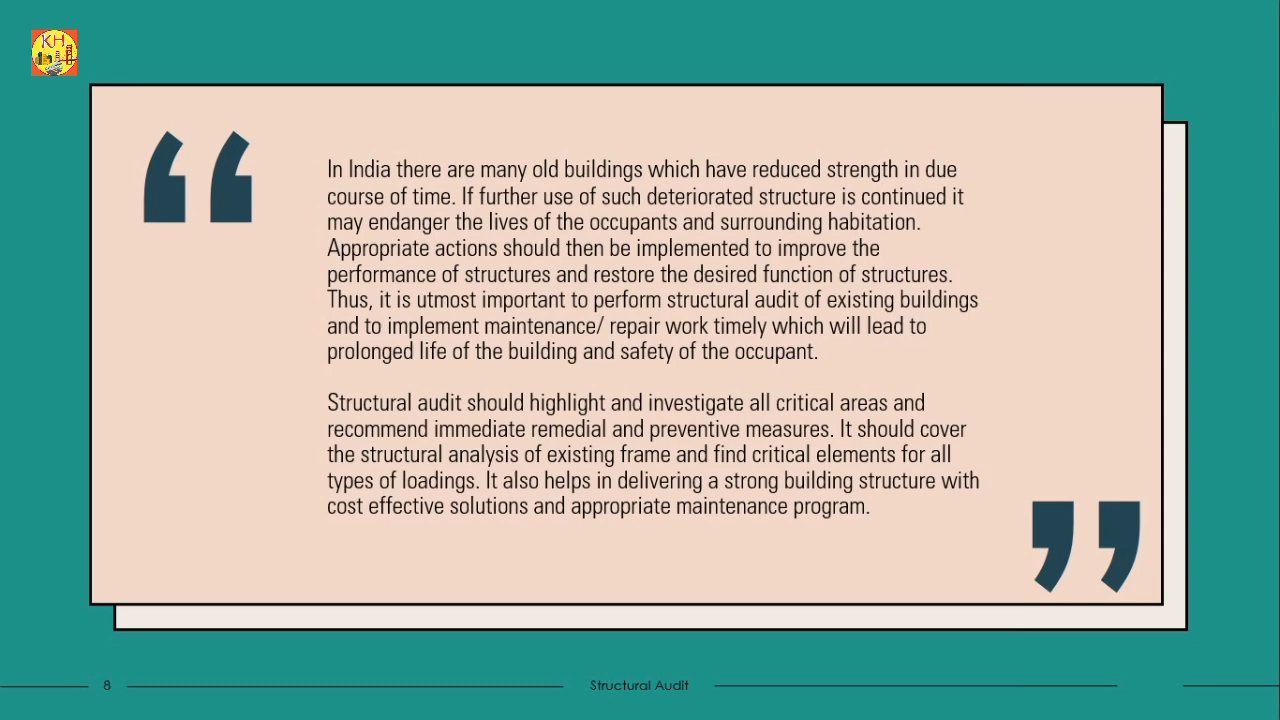 KH
In India there are many old buildings which have reduced strength in due
course of time. If further use of such deteriorated structure is continued it
may endanger the lives of the occupants and surrounding habitation.
Appropriate actions should then be implemented to improve the
performance of structures and restore the desired function of structures.
Thus, it is utmost important to perform structural audit of existing buildings
and to implement maintenance/ repair work timely which will lead to
prolonged life of the building and safety of the occupant.
Structural audit should highlight and investigate all critical areas and
recommend immediate remedial and preventive measures. It should cover
the structural analysis of existing frame and find critical elements for all
types of loadings. It also helps in delivering a strong building structure with
cost effective solutions and appropriate maintenance program.
8
Structural Audit